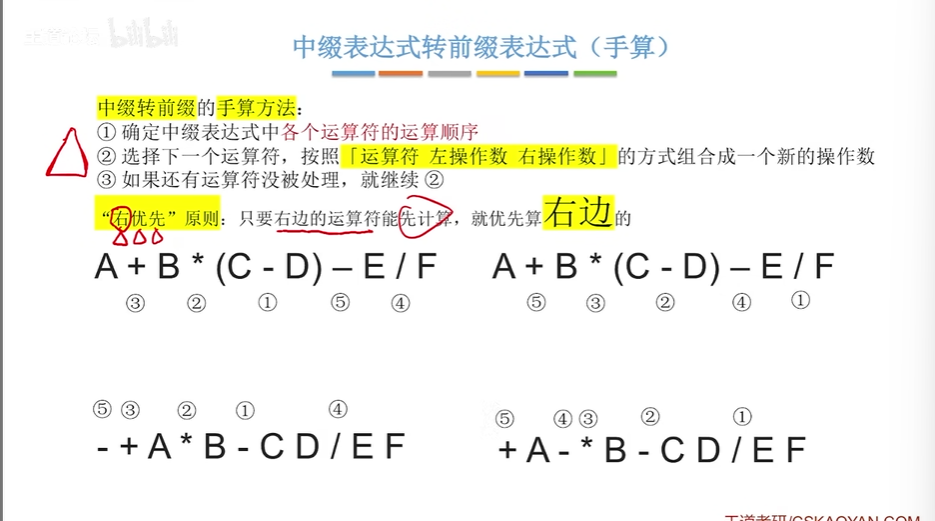 bilibili
中缀表达式转前缀表达式（手算）
中缀转前缀的手算方法：
① 确定中缀表达式中各个运算符的运算顺序
② 选择下一个运算符，按照「运算符 左操作数 右操作数」的方式组合成一个新的操作数
③ 如果还有运算符没被处理，就继续 ②
“右优先”原则：只要右边的运算符能先计算，就优先算右边的
A + B * (C - D) – E / F A + B * (C - D) – E / F
③ ② ① ⑤ ④ ⑤ ③ ② ④ ①
⑤ ③ ② ① ④ ⑤ ④ ③ ② ①
- + A * B - C D / E F + A - * B - C D / E F
王道考研/CSKAOYAN.COM